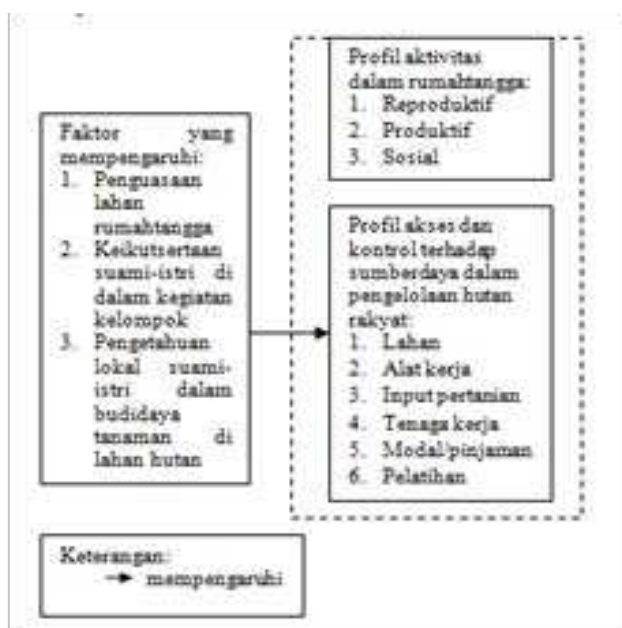 Faktor yang
mempengaruhi:
1. Penguasaan
lahan
rumahtangga
2. Keikutsertaan
suami-istri di
dalam kegiatan
kelompok
3. Pengetahuan
lokal suami-
istri dalam
budidaya
tanaman di
lahan hutan
Profil aktivitas
dalam rumahtangga:
1. Reproduktif
2. Produktif
3. Sosial
Profil akses dan
kontrol terhadap
sumberdaya dalam
pengelolaan hutan
rakyat:
1. Lahan
2. Alat kerja
3. Input pertanian
4. Tenaga kerja
5. Modal/pinjaman
6. Pelatihan
Keterangan:
mempengaruhi